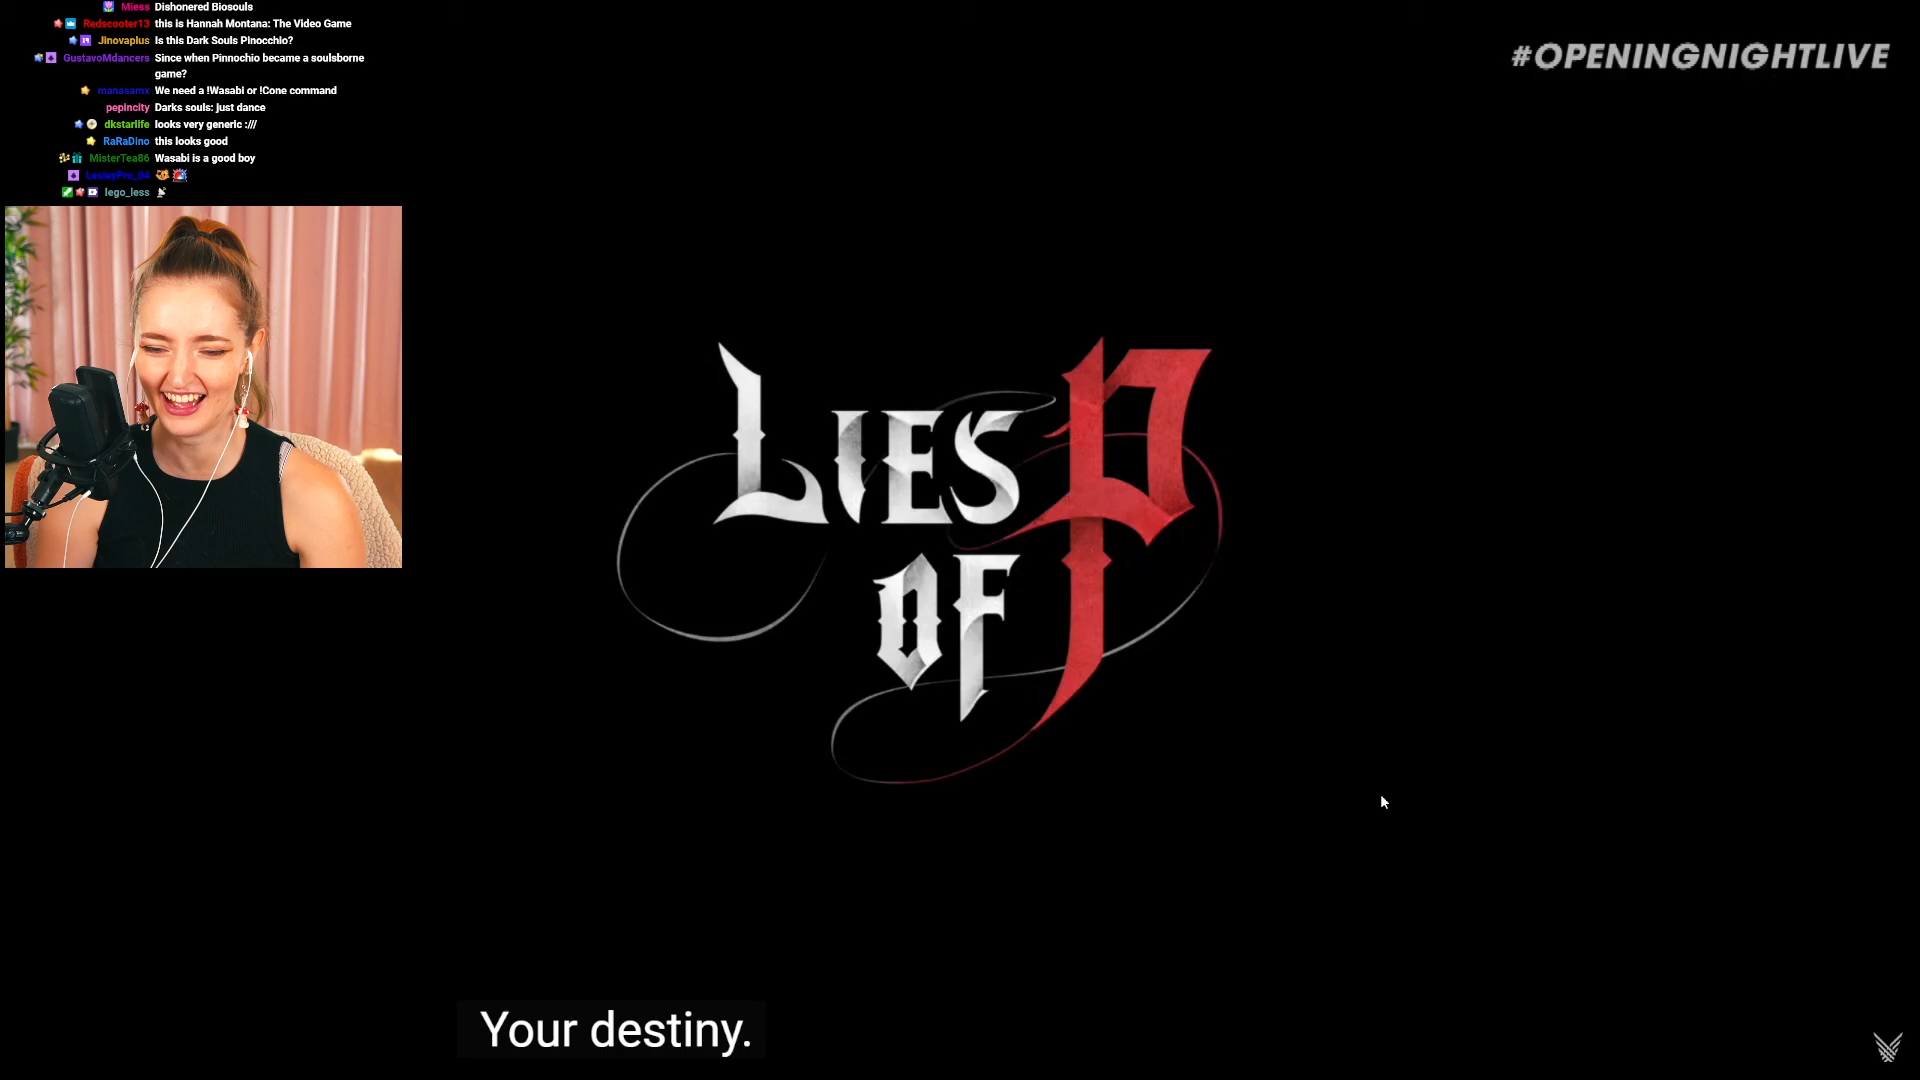 Miess Dishonered Biosouls
Redscooter13 this is Hannah Montana: The Video Game
Jinovaplus Is this Dark Souls Pinocchio?
GustavoMdancers Since when Pinnochio became a soulsborne
game?
manasamx We need a !Wasabi or !Cone command
pepincity Darks souls: just dance
dkstarlife looks very generic :///
RaRaDino this looks good
MisterTea86 Wasabi is a good boy
LesleyPro_04
lego_less
#OPENINGNIGHTLIVE
LIES P
OF
Your destiny.